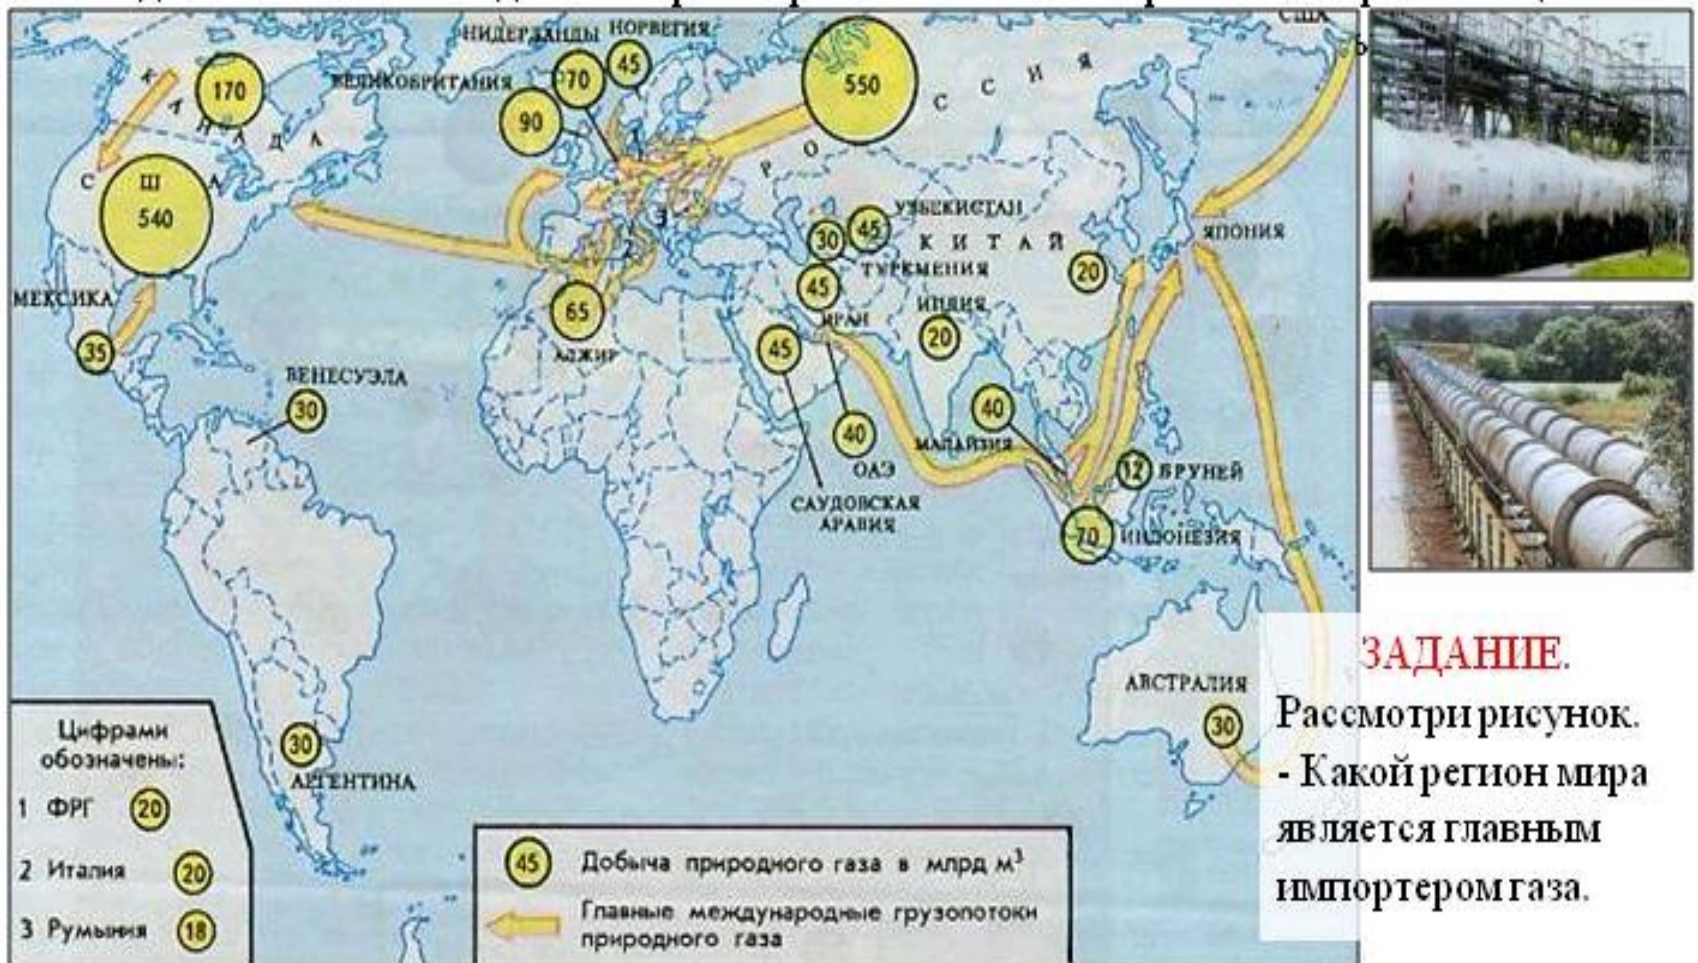 США
НИДЕРЛАНДЫ НОРВЕГИЯ
ВЕЛИКОБРИТАНИЯ
70
45
90
550
РОССИЯ
170
КАНАДА
США
540
МЕКСИКА
35
ВЕНЕСУЭЛА
30
65
АЛЖИР
УЗБЕКИСТАН
45
30
ТУРКМЕНИЯ
КИТАЙ
20
45
ИРАН
ИНДИЯ
20
45
40
ОАЭ
САУДОВСКАЯ
АРАВИЯ
40
МАЛАЙЗИЯ
12 БРУНЕЙ
70 ИНДОНЕЗИЯ
ЯПОНИЯ
АВСТРАЛИЯ
30
30
АРГЕНТИНА
1
2
3
Цифрами
обозначены:
1 ФРГ 20
2 Италия 20
3 Румыния 18
45 Добыча природного газа в млрд м³
Главные международные грузопотоки
природного газа
ЗАДАНИЕ.
Рассмотри рисунок.
- Какой регион мира
является главным
импортером газа.